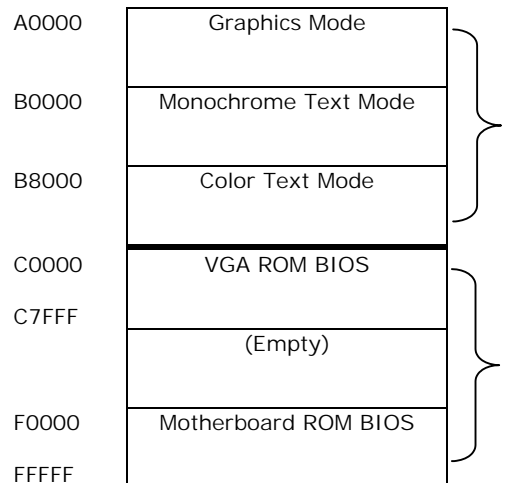 A0000 Graphics Mode
B0000 Monochrome Text Mode
B8000 Color Text Mode
C0000 VGA ROM BIOS
C7FFF
(Empty)
F0000 Motherboard ROM BIOS
FFFFF